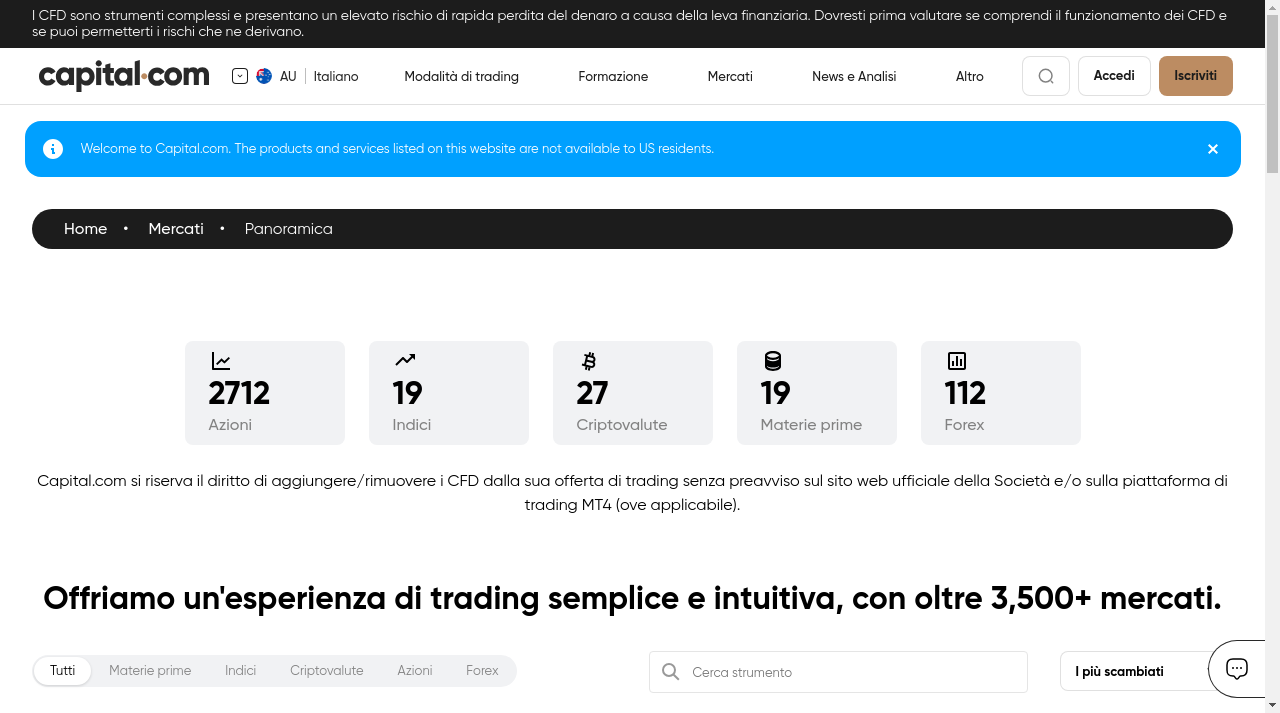 I CFD sono strumenti complessi e presentano un elevato rischio di rapida perdita del denaro a causa della leva finanziaria. Dovresti prima valutare se comprendi il funzionamento dei CFD e
se puoi permetterti i rischi che ne derivano.
capital.com AU Italiano Modalità di trading Formazione Mercati News e Analisi Altro Accedi Iscriviti
Welcome to Capital.com. The products and services listed on this website are not available to US residents.
Home • Mercati • Panoramica
2712 19 27 19 112
Azioni Indici Criptovalute Materie prime Forex
Capital.com si riserva il diritto di aggiungere/rimuovere i CFD dalla sua offerta di trading senza preavviso sul sito web ufficiale della Società e/o sulla piattaforma di
trading MT4 (ove applicabile).
Offriamo un'esperienza di trading semplice e intuitiva, con oltre 3,500+ mercati.
Tutti Materie prime Indici Criptovalute Azioni Forex Cerca strumento I più scambiati